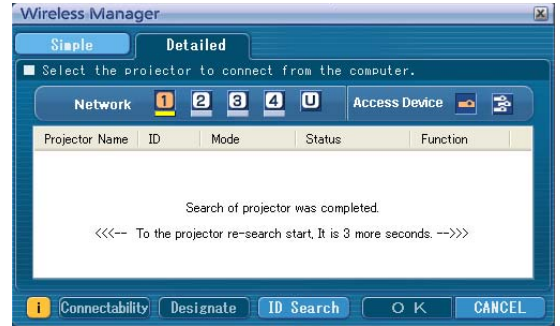 Wireless Manager
Simple Detailed
Select the projector to connect from the computer.
Network 1 2 3 4 U Access Device
Projector Name ID Mode Status Function
Search of projector was completed.
<<<-- To the projector re-search start, It is 3 more seconds. -->>>
i Connectability Designate ID Search O K CANCEL